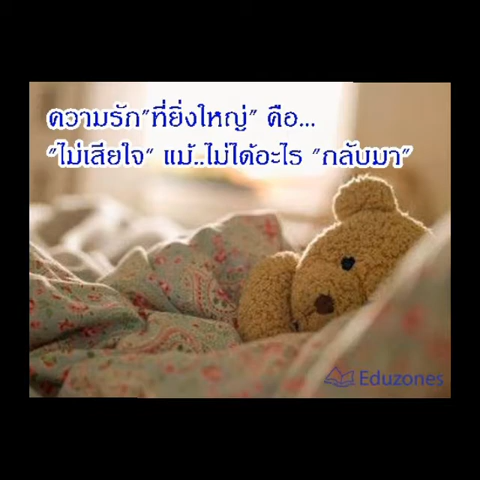 ความรัก"ที่ยิ่งใหญ่" คือ...
"ไม่เสียใจ" แม้..ไม่ได้อะไร "กลับมา"
Eduzones